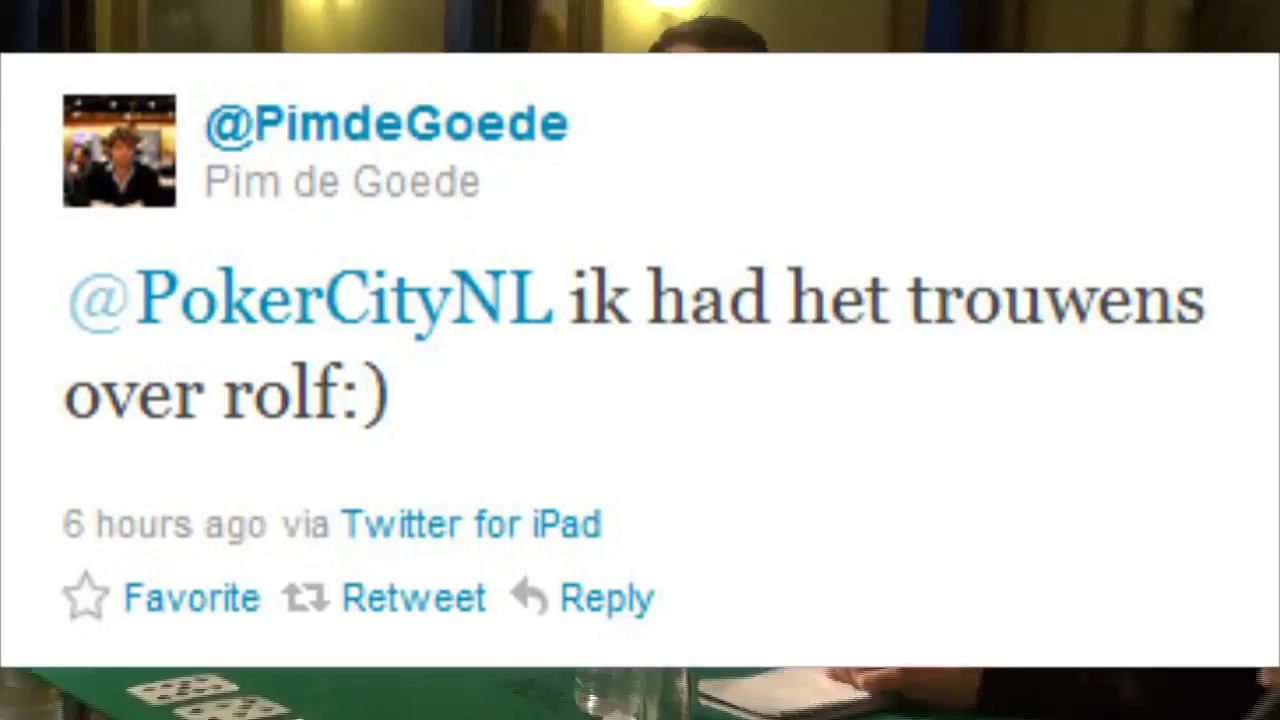 @PimdeGoede
Pim de Goede
@PokerCityNL ik had het trouwens
over rolf:)
6 hours ago via Twitter for iPad
Favorite Retweet Reply